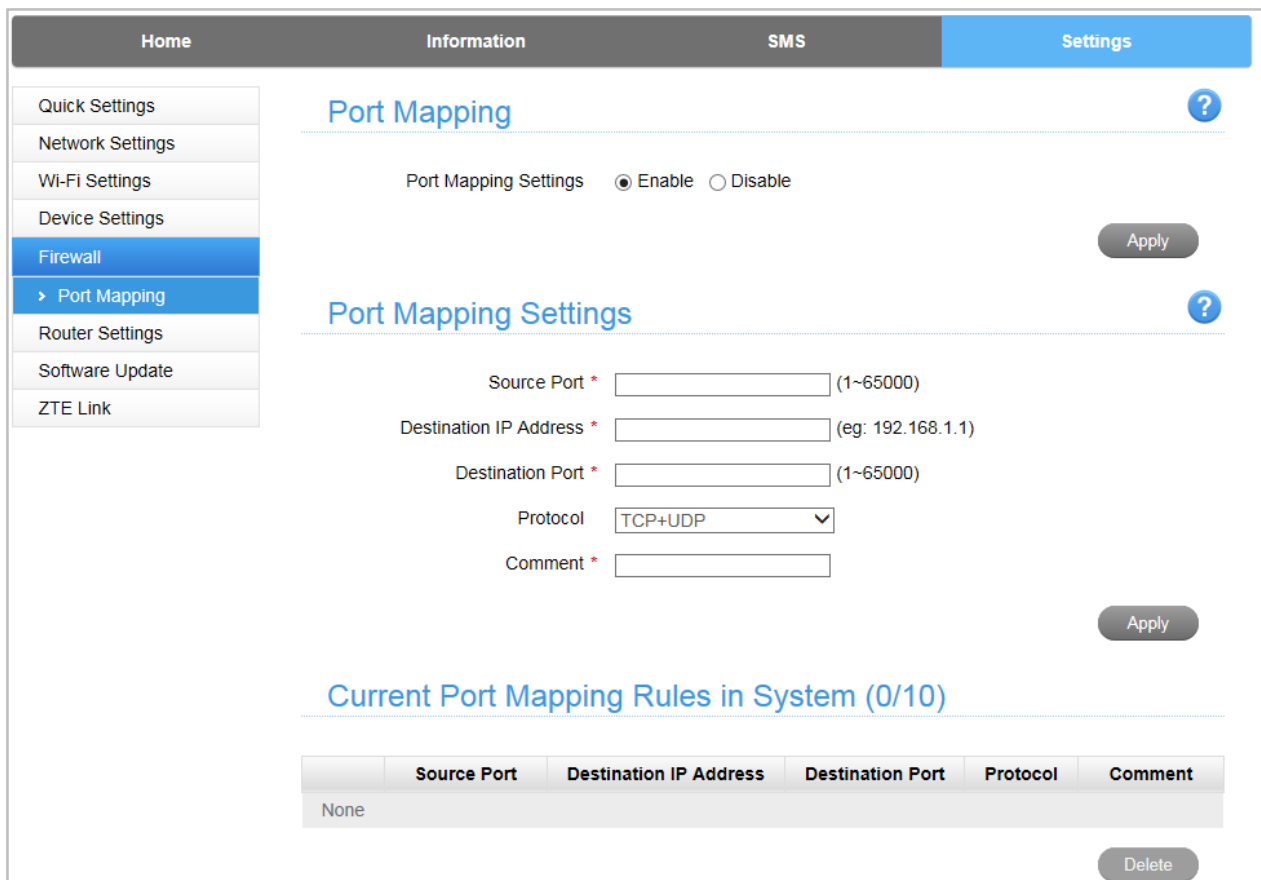 Home Information SMS Settings
Quick Settings
Network Settings
Wi-Fi Settings
Device Settings
Firewall
> Port Mapping
Router Settings
Software Update
ZTE Link
Port Mapping ?
Port Mapping Settings Enable Disable
Apply
Port Mapping Settings ?
Source Port * (1~65000)
Destination IP Address * (eg: 192.168.1.1)
Destination Port * (1~65000)
Protocol TCP+UDP
Comment *
Apply
Current Port Mapping Rules in System (0/10)
Source Port Destination IP Address Destination Port Protocol Comment
None
Delete